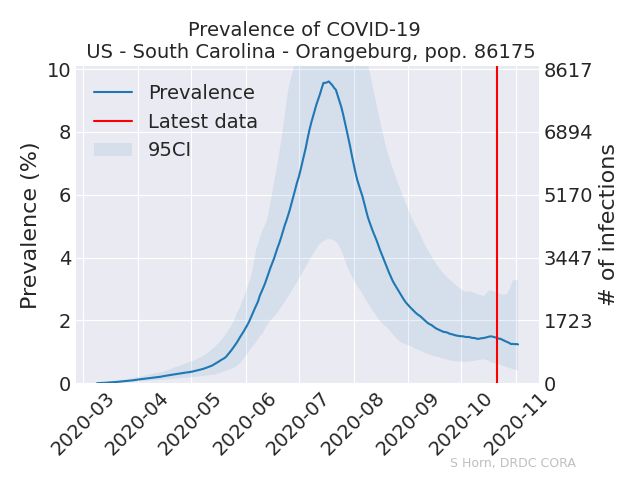 Prevalence of COVID-19
US - South Carolina - Orangeburg, pop. 86175
Prevalence
Latest data
95CI
Prevalence (%)
10
8
6
4
2
0
8617
6894
5170
3447
1723
0
# of infections
2020-03
2020-04
2020-05
2020-06
2020-07
2020-08
2020-09
2020-10
2020-11
S Horn, DRDC CORA